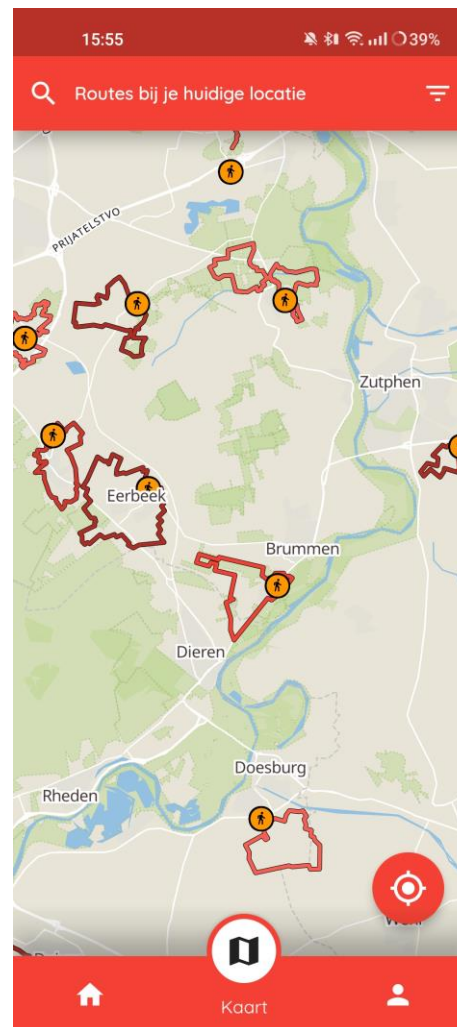 15:55
39%
Routes bij je huidige locatie
PRIJATELSTVO
Zutphen
Eerbeek
Brummen
Dieren
Doesburg
Rheden
Kaart